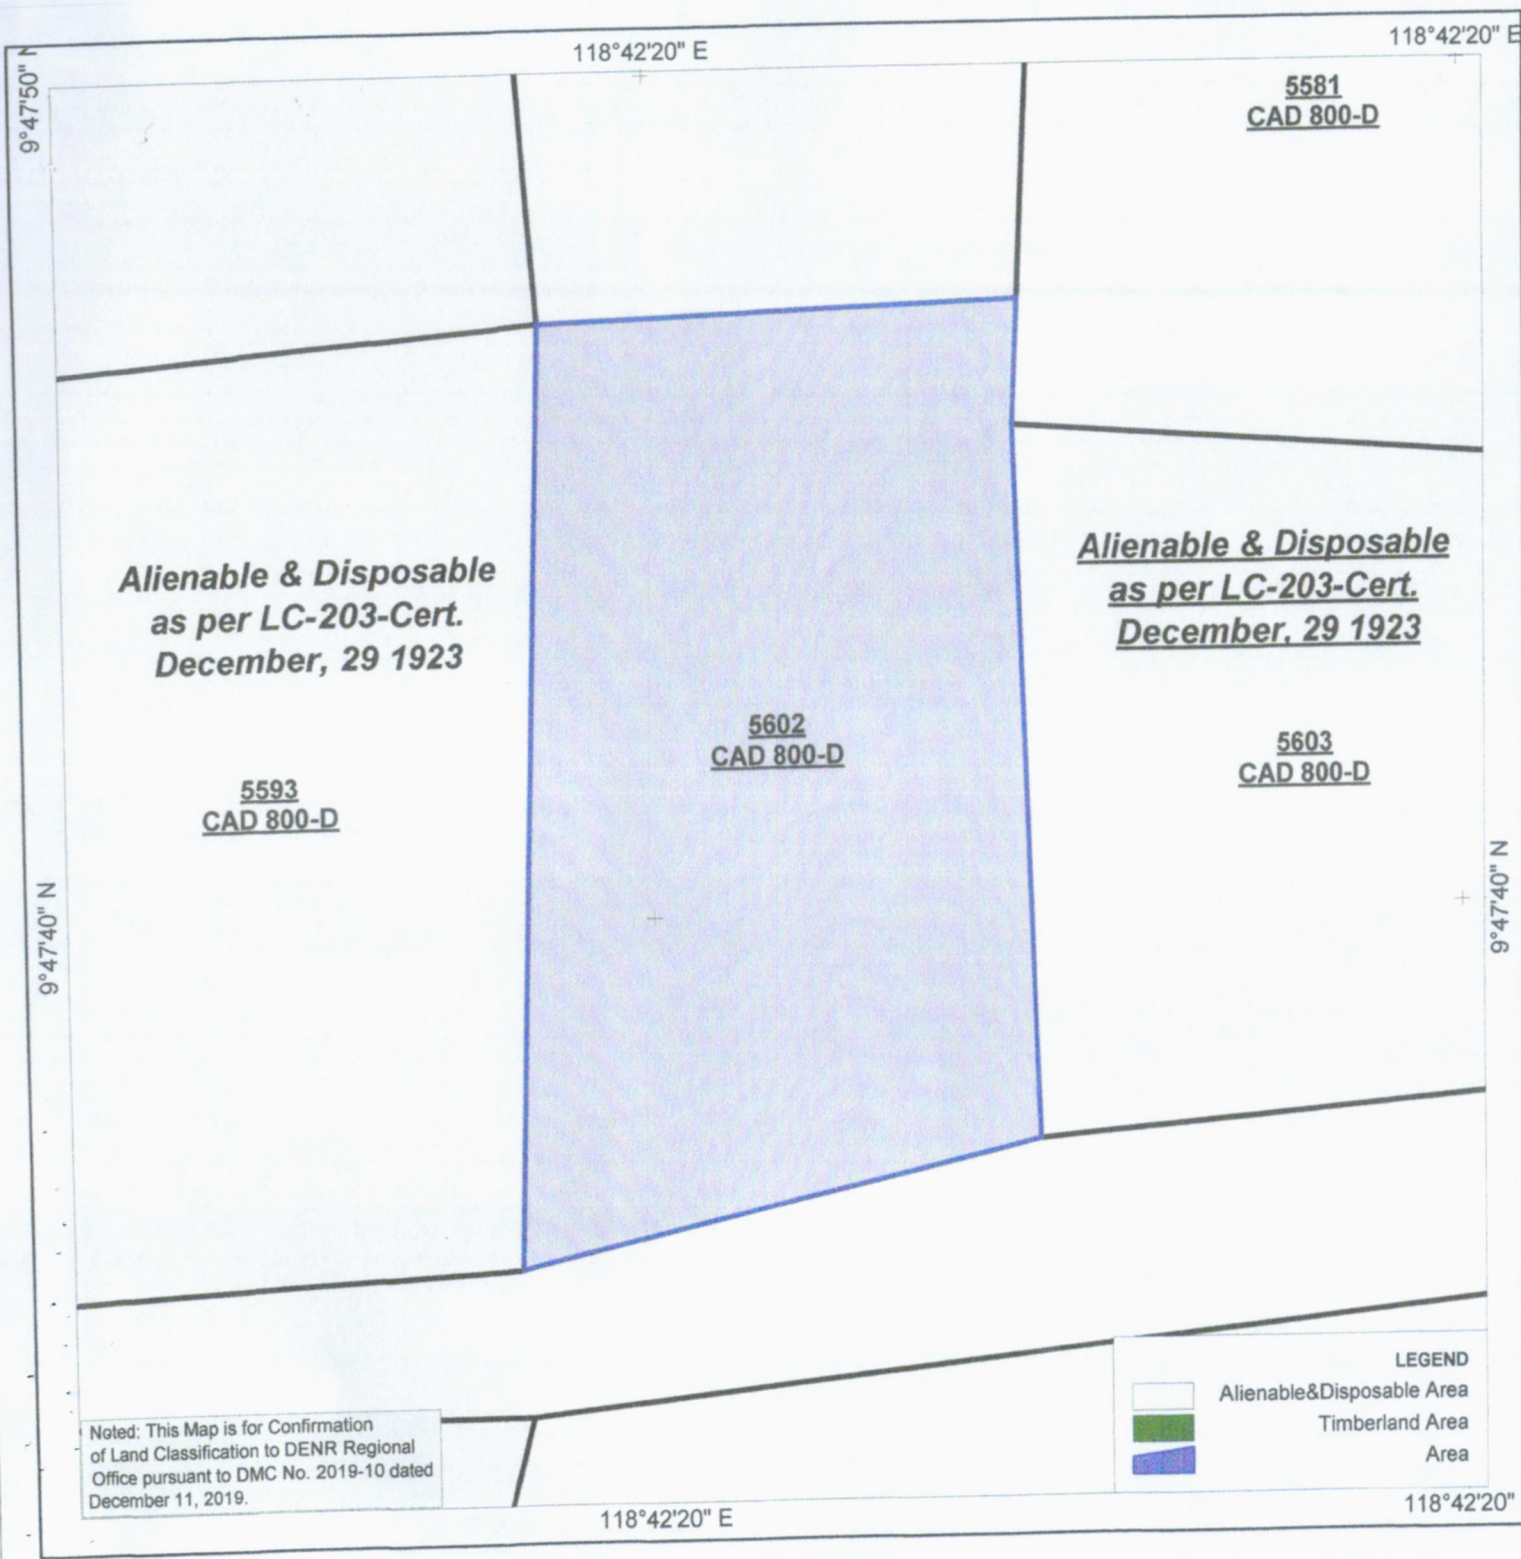 118°42'20" E
118°42'20" E
9°47'50" N
5581
CAD 800-D
Alienable & Disposable
as per LC-203-Cert.
December, 29 1923
Alienable & Disposable
as per LC-203-Cert.
December, 29 1923
5602
CAD 800-D
5603
CAD 800-D
5593
CAD 800-D
9°47'40" N
9°47'40" N
LEGEND
Alienable&Disposable Area
Timberland Area
Area
Noted: This Map is for Confirmation
of Land Classification to DENR Regional
Office pursuant to DMC No. 2019-10 dated
December 11, 2019.
118°42'20" E
118°42'20"